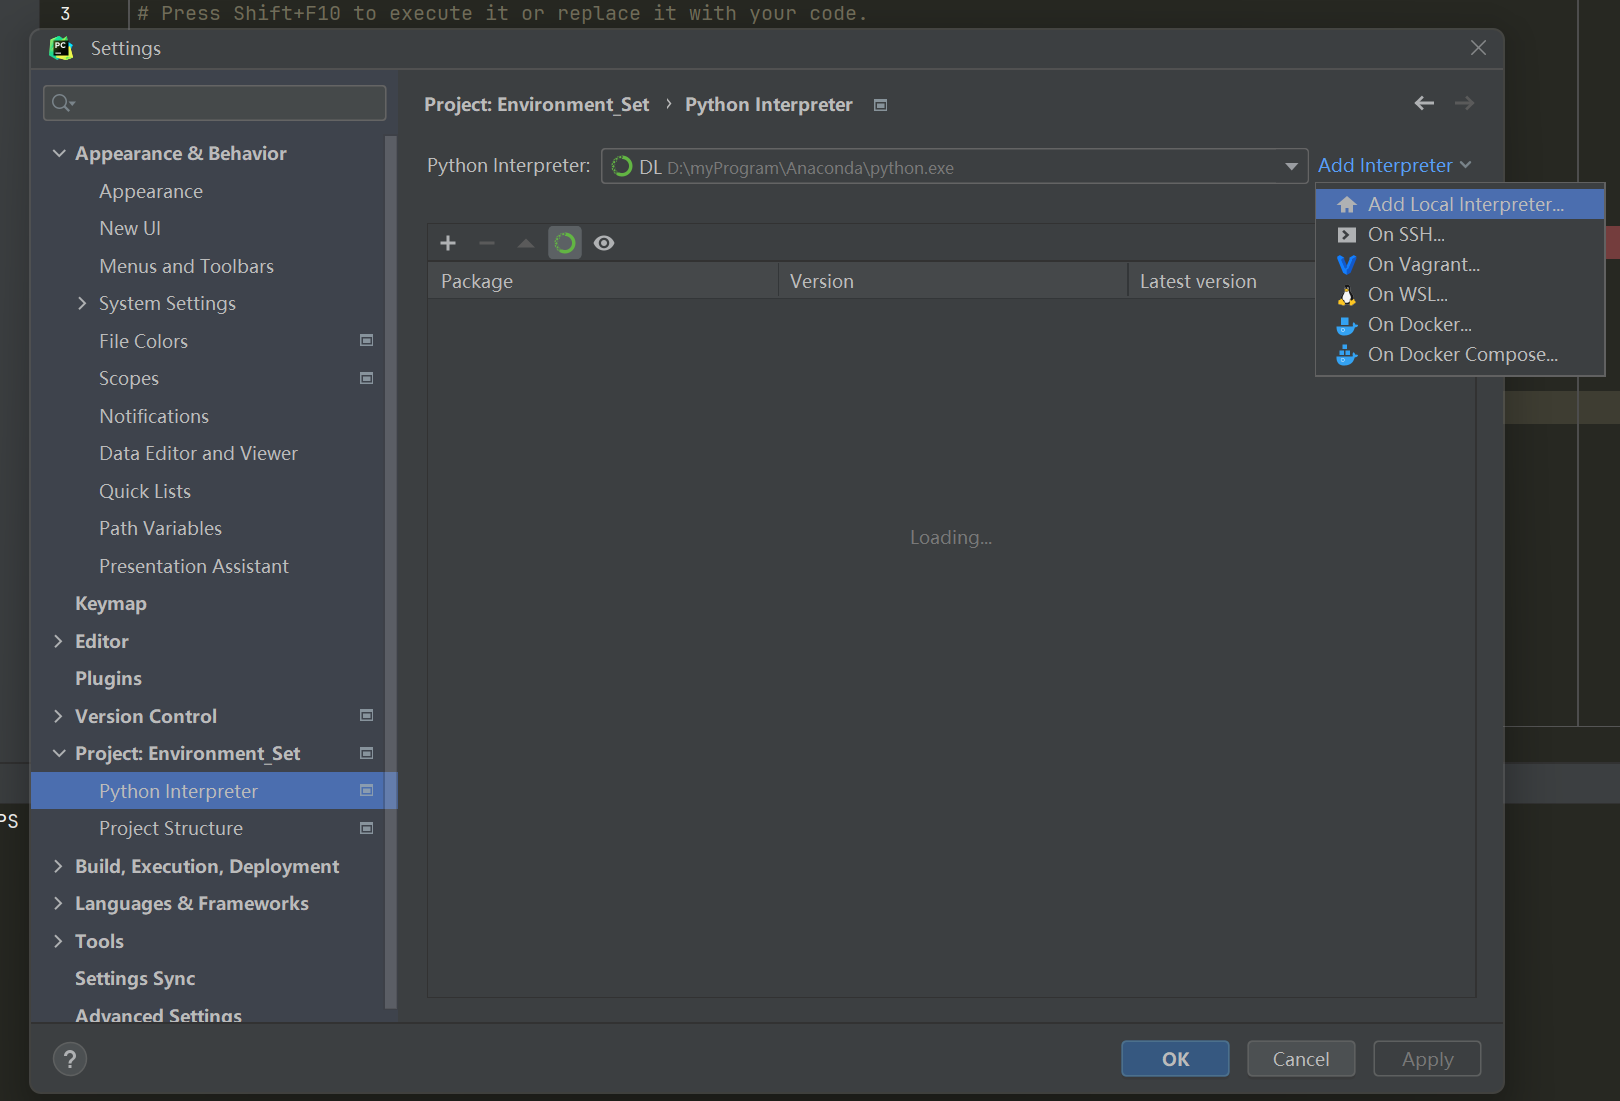 3 # Press Shift+F10 to execute it or replace it with your code.
PC Settings
Project: Environment_Set › Python Interpreter
Python Interpreter: DL D:\myProgram\Anaconda\python.exe Add Interpreter
Add Local Interpreter...
On SSH...
On Vagrant...
On WSL...
On Docker...
On Docker Compose...
Package Version Latest version
Loading...
Appearance & Behavior
Appearance
New UI
Menus and Toolbars
System Settings
File Colors
Scopes
Notifications
Data Editor and Viewer
Quick Lists
Path Variables
Presentation Assistant
Keymap
Editor
Plugins
Version Control
Project: Environment_Set
Python Interpreter
Project Structure
Build, Execution, Deployment
Languages & Frameworks
Tools
Settings Sync
Advanced Settings
PS
?
OK Cancel Apply